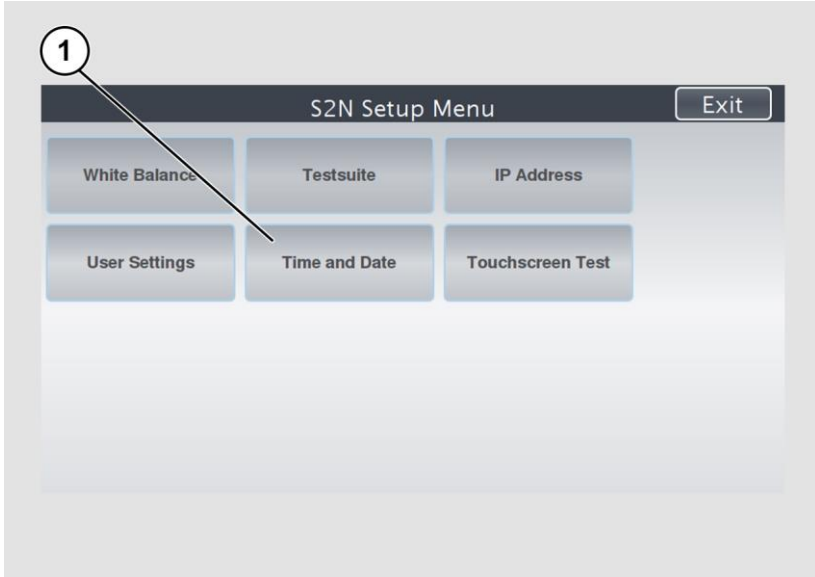 1
S2N Setup Menu Exit
White Balance Testsuite IP Address
User Settings Time and Date Touchscreen Test